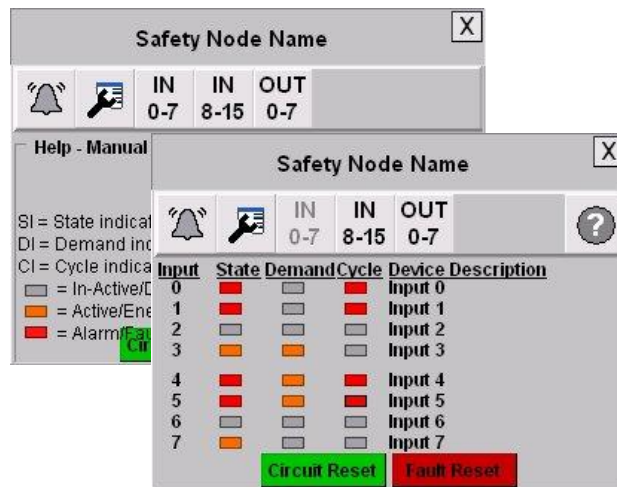 Safety Node Name
X
IN IN OUT
0-7 8-15 0-7
Help - Manual
SI = State indicat
DI = Demand ind
CI = Cycle indica
= In-Active/D
= Active/Ene
= Alarm/Fau
Cir
Safety Node Name
X
IN IN OUT
0-7 8-15 0-7
?
Input State Demand Cycle Device Description
0 Input 0
1 Input 1
2 Input 2
3 Input 3
4 Input 4
5 Input 5
6 Input 6
7 Input 7
Circuit Reset Fault Reset